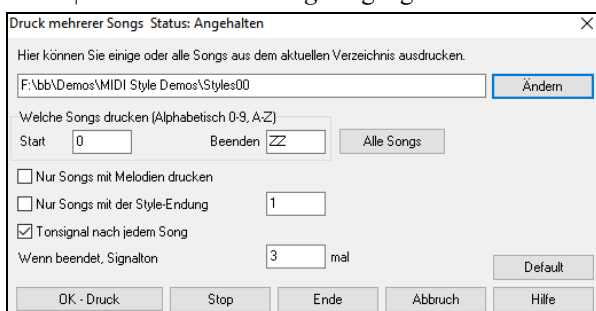 Druck mehrerer Songs Status: Angehalten
Hier können Sie einige oder alle Songs aus dem aktuellen Verzeichnis ausdrucken.
F:\bb\Demos\MIDI Style Demos\Styles00 Ändern
Welche Songs drucken (Alphabetisch 0-9, A-Z)
Start 0 Beenden ZZ Alle Songs
Nur Songs mit Melodien drucken
Nur Songs mit der Style-Endung 1
Tonsignal nach jedem Song
Wenn beendet, Signalton 3 mal
Default
OK - Druck Stop Ende Abbruch Hilfe